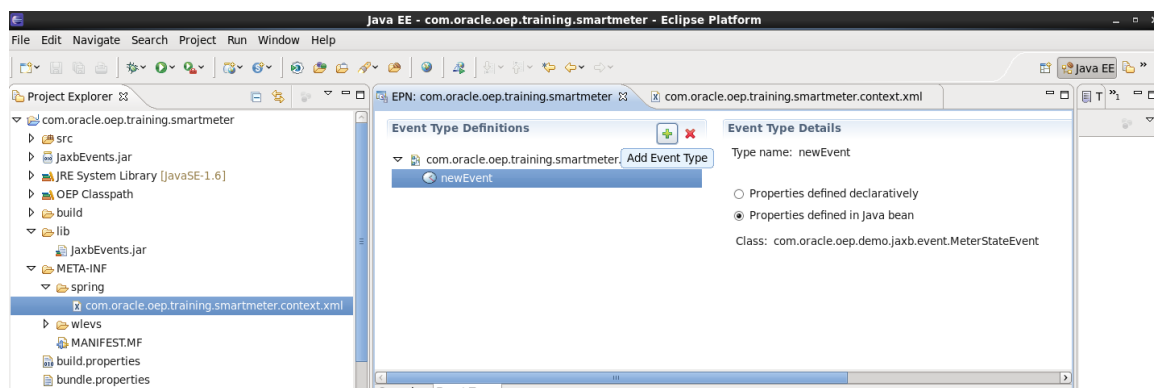 Java EE - com.oracle.oep.training.smartmeter - Eclipse Platform
File Edit Navigate Search Project Run Window Help
Java EE »
Project Explorer
EPN: com.oracle.oep.training.smartmeter com.oracle.oep.training.smartmeter.context.xml »1 T »1
com.oracle.oep.training.smartmeter
src
JaxbEvents.jar
JRE System Library [JavaSE-1.6]
OEP Classpath
build
lib
JaxbEvents.jar
META-INF
spring
com.oracle.oep.training.smartmeter.context.xml
wlevs
MANIFEST.MF
build.properties
bundle.properties
Event Type Definitions
com.oracle.oep.training.smartmeter.
Add Event Type
newEvent
Event Type Details
Type name: newEvent
Properties defined declaratively
Properties defined in Java bean
Class: com.oracle.oep.demo.jaxb.event.MeterStateEvent